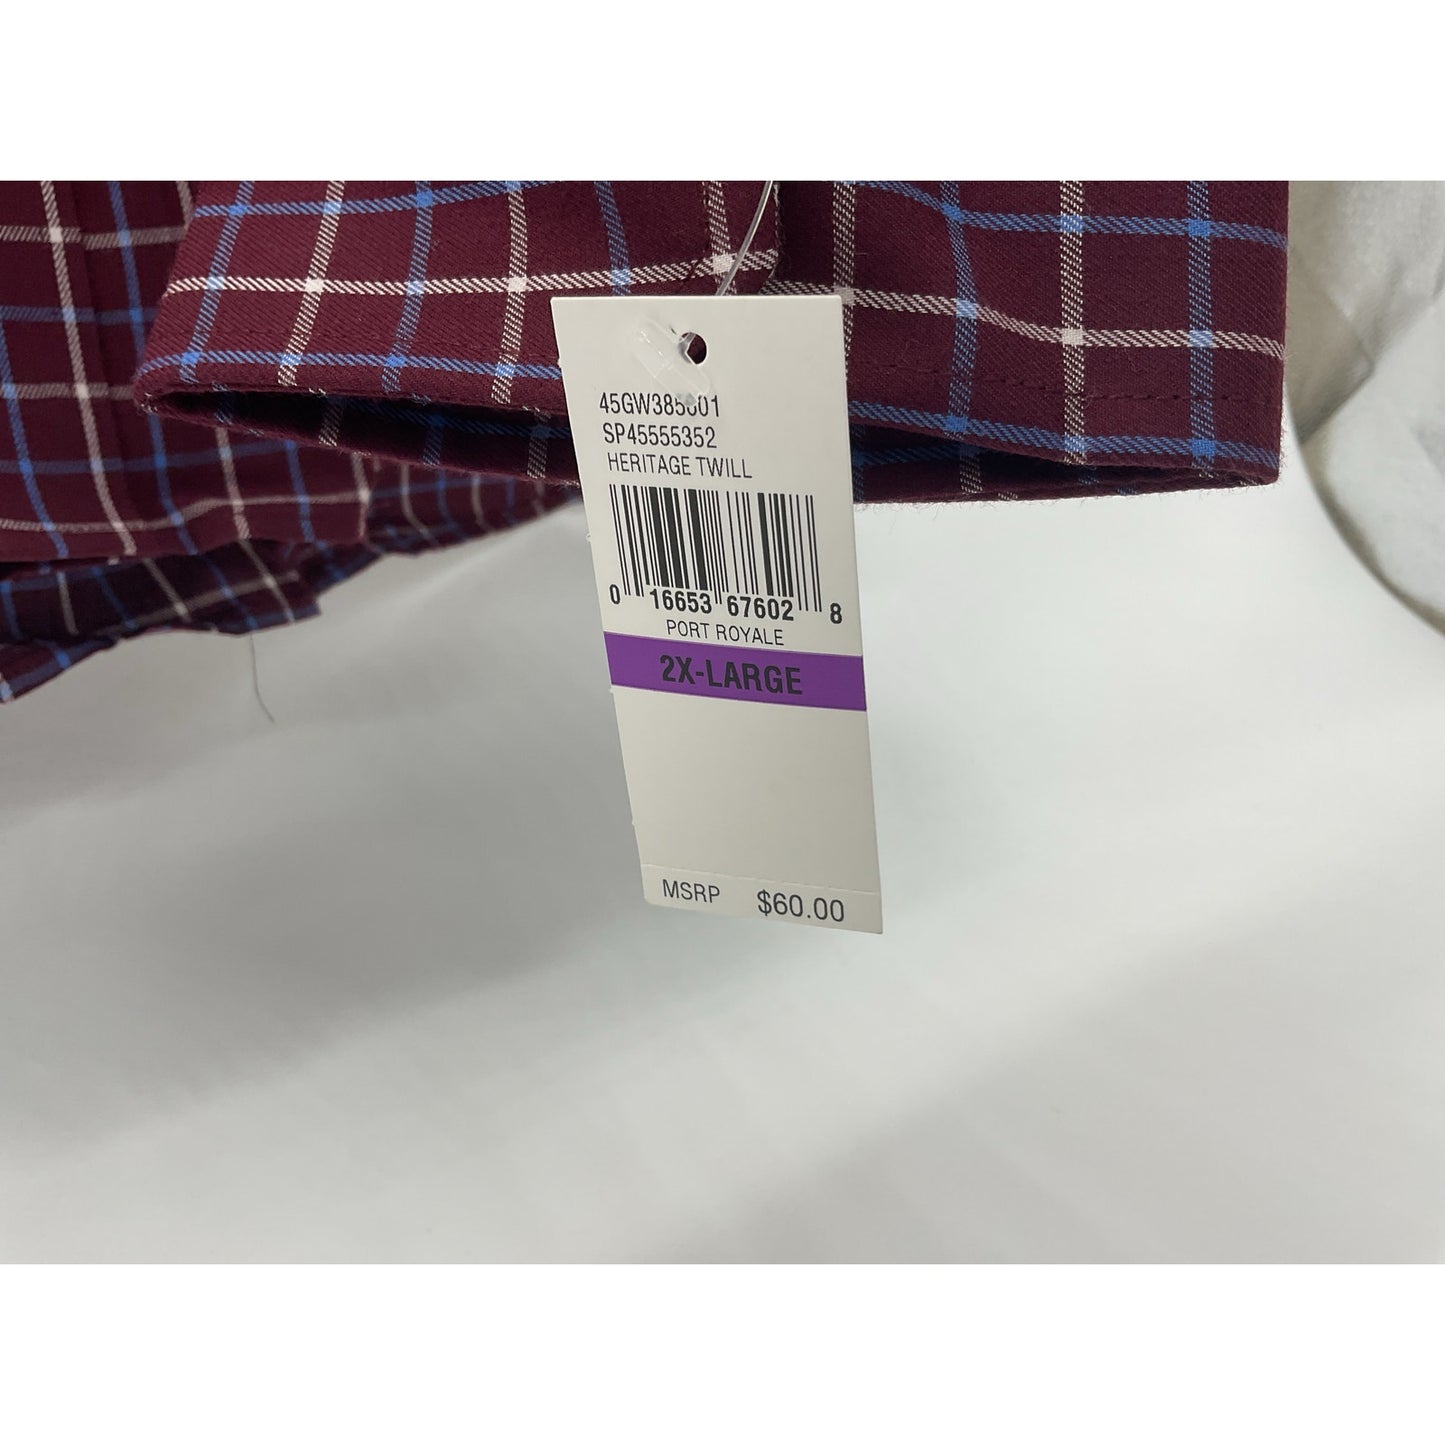 45GW385001
SP45555352
HERITAGE TWILL
0 16653 67602 8
PORT ROYALE
2X-LARGE
MSRP $60.00